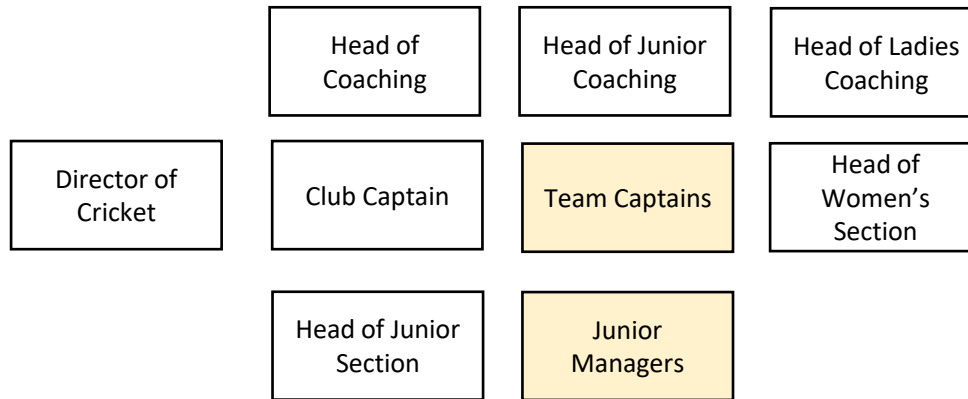 Head of
Coaching
Head of Junior
Coaching
Head of Ladies
Coaching
Director of
Cricket
Club Captain
Team Captains
Head of
Women’s
Section
Head of Junior
Section
Junior
Managers